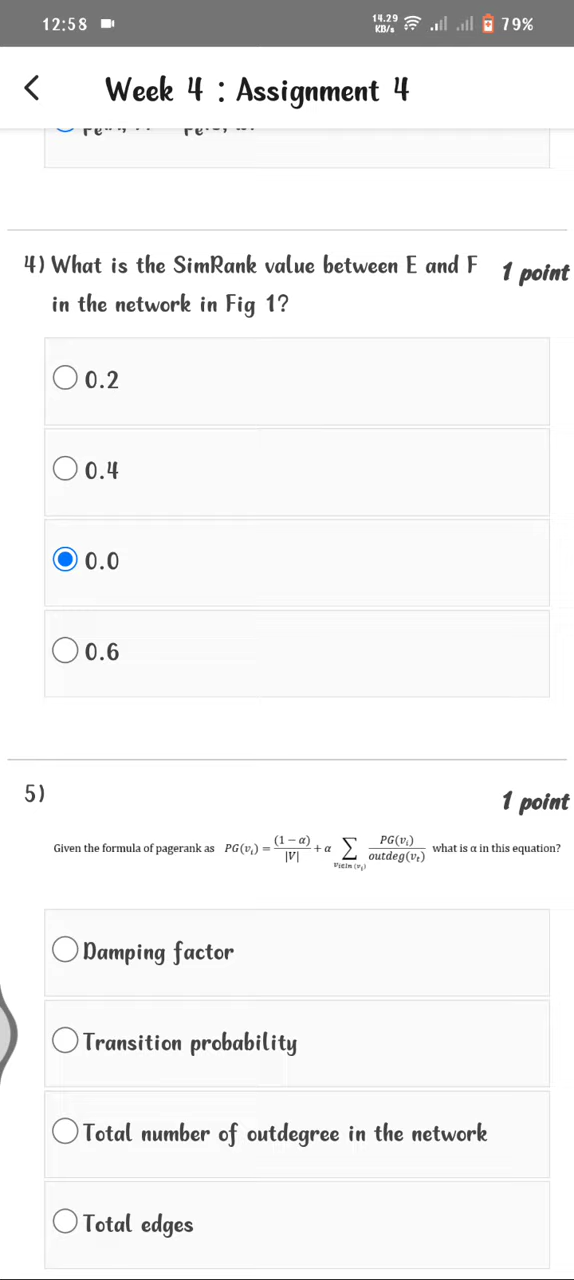 12:58 14.29 KB/s 79%
Week 4 : Assignment 4
4) What is the SimRank value between E and F 1 point
in the network in Fig 1?
0.2
0.4
0.0
0.6
5) 1 point
Given the formula of pagerank as PG(vᵢ) = (1 − α)/|V| + α ∑ PG(vᵢ)/outdeg(vₜ) what is α in this equation?
Damping factor
Transition probability
Total number of outdegree in the network
Total edges